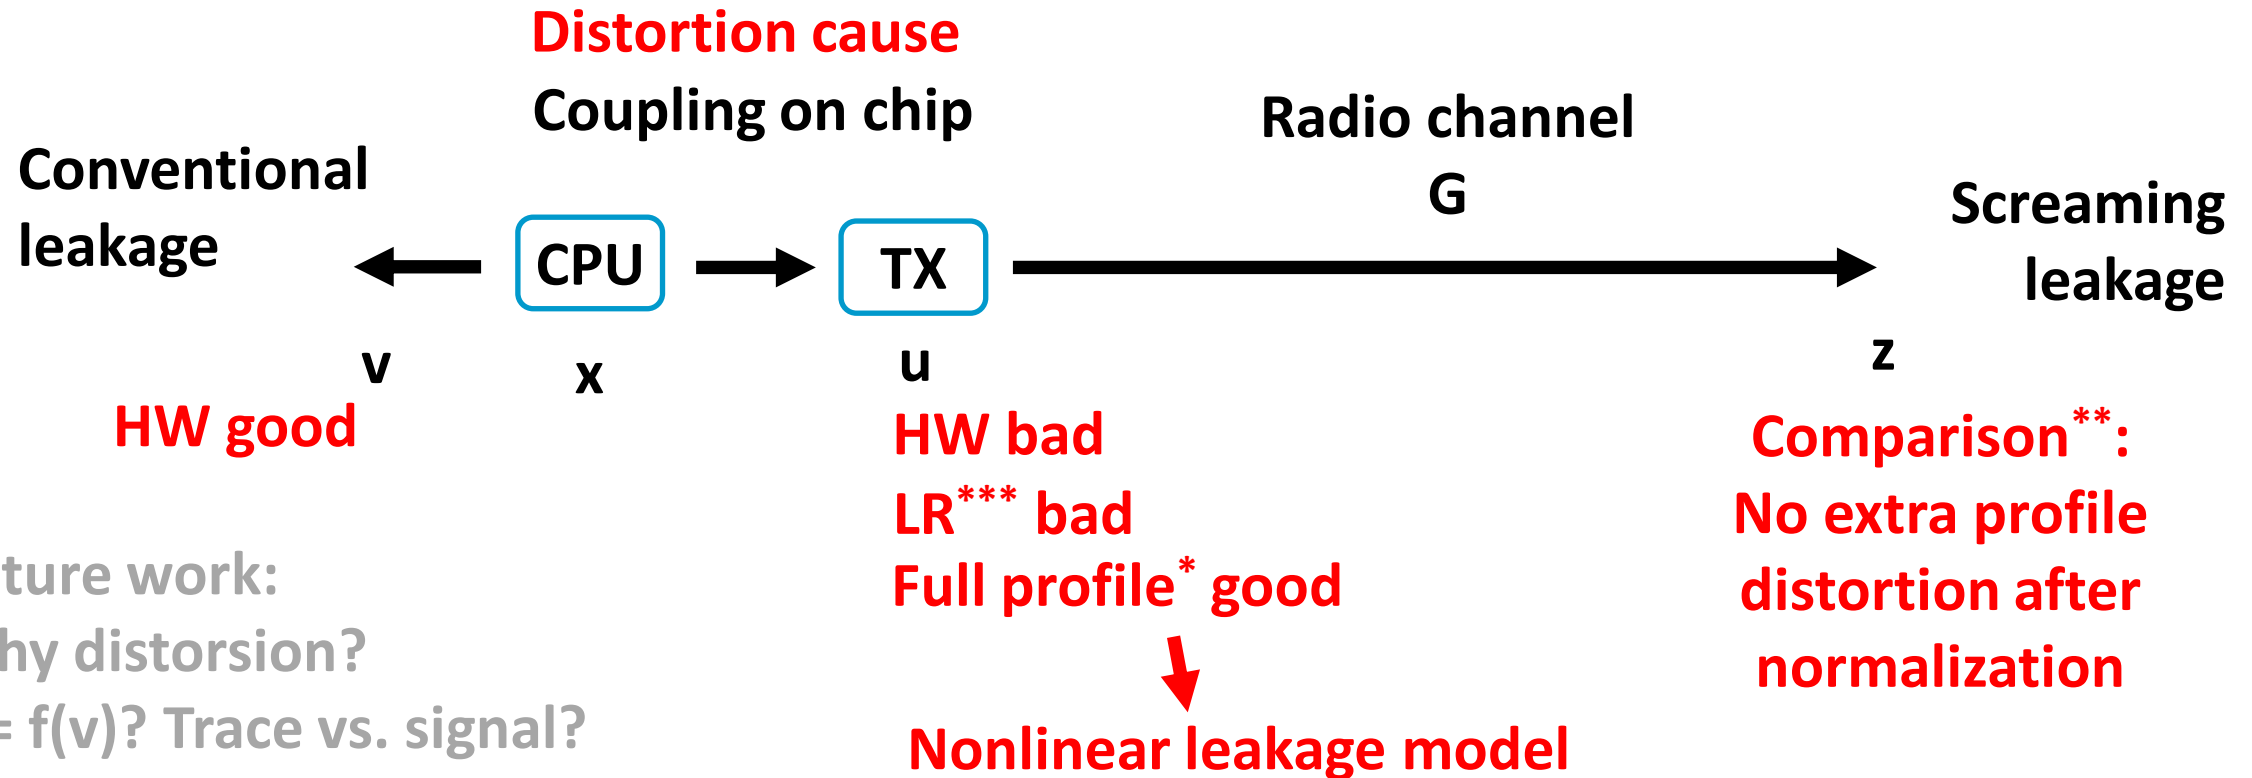 Distortion cause
Coupling on chip
Radio channel
G
Conventional
leakage
Screaming
leakage
CPU
TX
v
x
u
z
HW good
HW bad
LR*** bad
Full profile* good
Nonlinear leakage model
Comparison**:
No extra profile
distortion after
normalization
ture work:
hy distorsion?
= f(v)? Trace vs. signal?